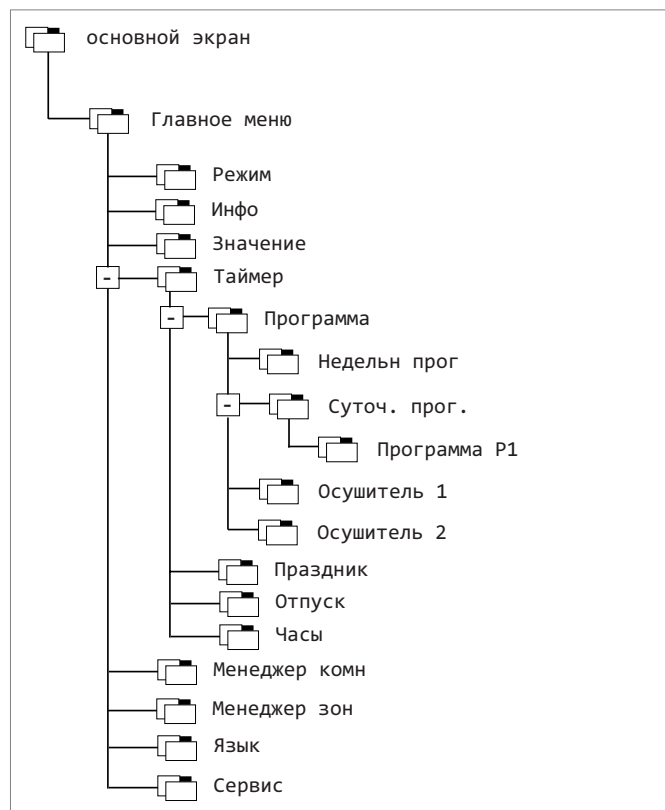 основной экран
Главное меню
Режим
Инфо
Значение
Таймер
Программа
Недельн прог
Суточ. прог.
Программа P1
Осушитель 1
Осушитель 2
Праздник
Отпуск
Часы
Менеджер комн
Менеджер зон
Язык
Сервис